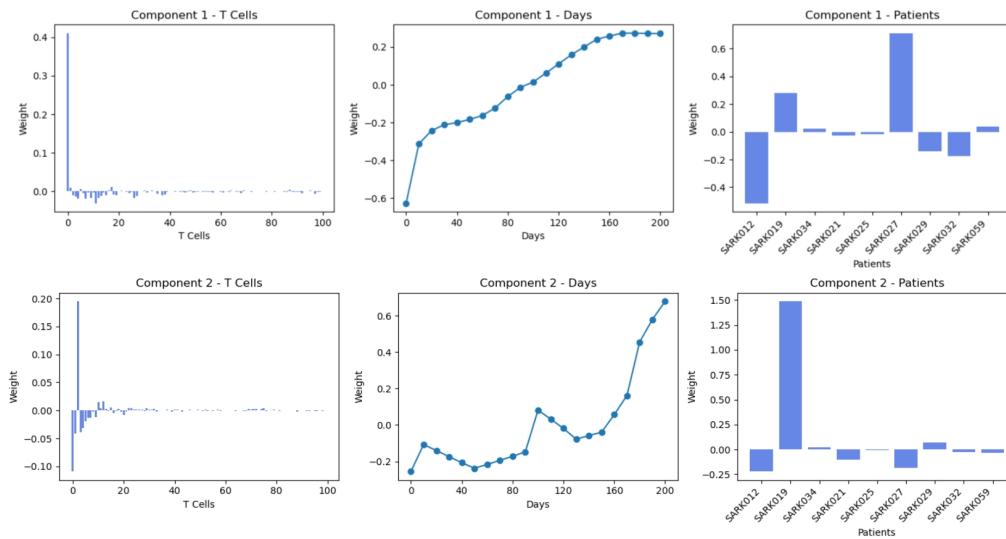 Component 1 - T Cells
Weight
0.4
0.3
0.2
0.1
0.0
0 20 40 60 80 100
T Cells
Component 1 - Days
Weight
0.2
0.0
−0.2
−0.4
−0.6
0 40 80 120 160 200
Days
Component 1 - Patients
Weight
0.6
0.4
0.2
0.0
−0.2
−0.4
SARK012 SARK019 SARK034 SARK021 SARK025 SARK027 SARK029 SARK032 SARK059
Patients
Component 2 - T Cells
Weight
0.20
0.15
0.10
0.05
0.00
−0.05
−0.10
0 20 40 60 80 100
T Cells
Component 2 - Days
Weight
0.6
0.4
0.2
0.0
−0.2
0 40 80 120 160 200
Days
Component 2 - Patients
Weight
1.50
1.25
1.00
0.75
0.50
0.25
0.00
−0.25
SARK012 SARK019 SARK034 SARK021 SARK025 SARK027 SARK029 SARK032 SARK059
Patients